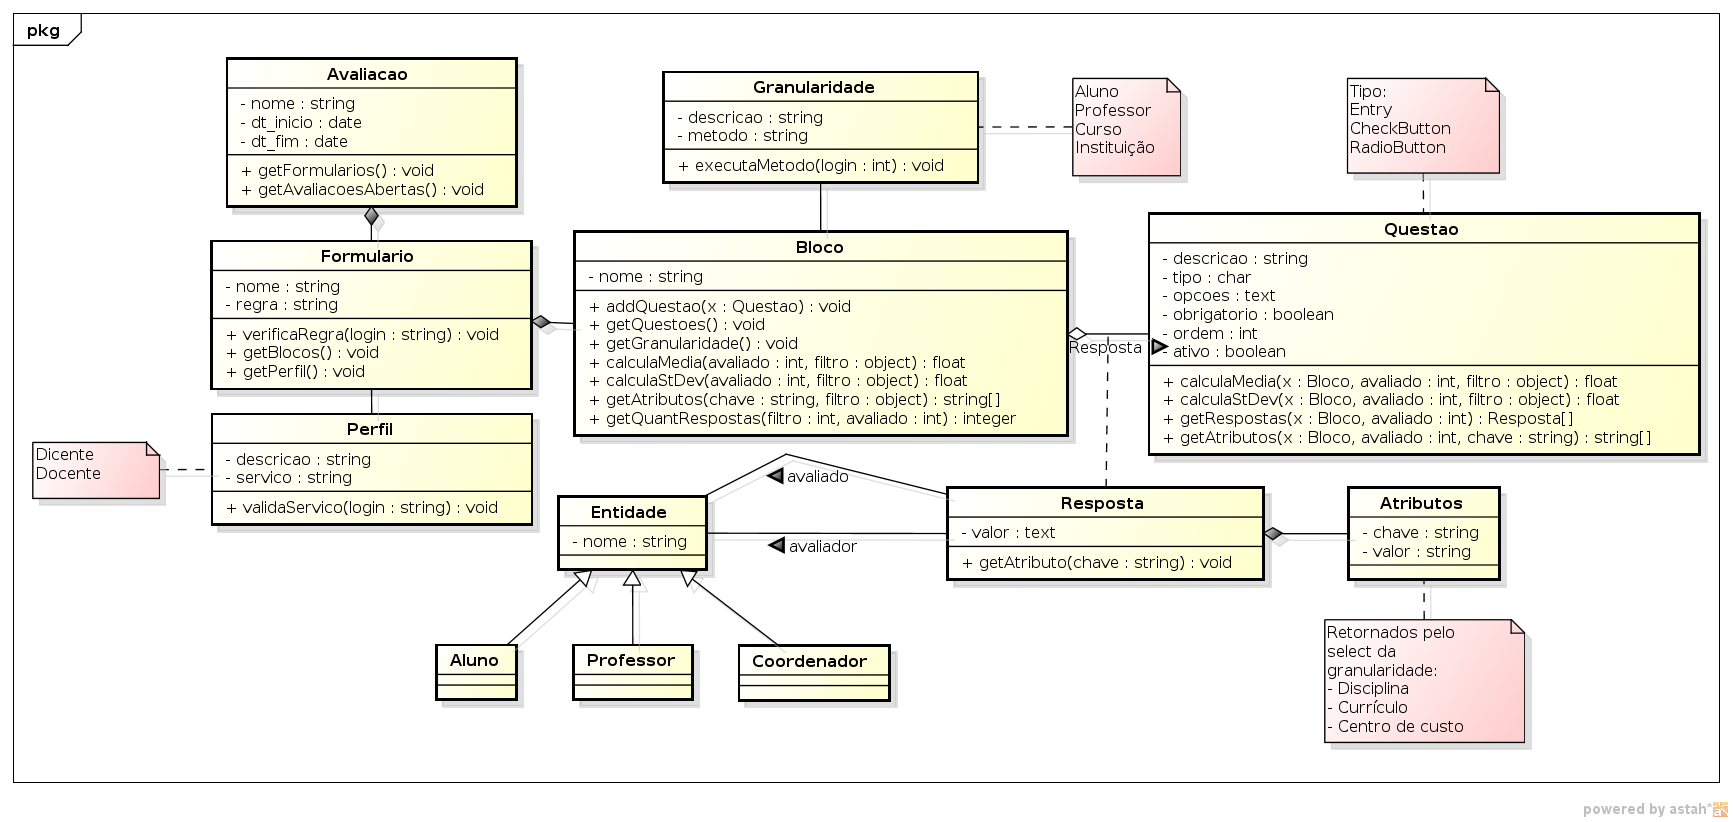 pkg
Avaliacao
- nome : string
- dt_inicio : date
- dt_fim : date
+ getFormularios() : void
+ getAvaliacoesAbertas() : void
Granularidade
- descricao : string
- metodo : string
+ executaMetodo(login : int) : void
Aluno
Professor
Curso
Instituição
Tipo:
Entry
CheckButton
RadioButton
Formulario
- nome : string
- regra : string
+ verificaRegra(login : string) : void
+ getBlocos() : void
+ getPerfil() : void
Bloco
- nome : string
+ addQuestao(x : Questao) : void
+ getQuestoes() : void
+ getGranularidade() : void
+ calculaMedia(avaliado : int, filtro : object) : float
+ calculaStDev(avaliado : int, filtro : object) : float
+ getAtributos(chave : string, filtro : object) : string[]
+ getQuantRespostas(filtro : int, avaliado : int) : integer
Resposta
Questao
- descricao : string
- tipo : char
- opcoes : text
- obrigatorio : boolean
- ordem : int
- ativo : boolean
+ calculaMedia(x : Bloco, avaliado : int, filtro : object) : float
+ calculaStDev(x : Bloco, avaliado : int, filtro : object) : float
+ getRespostas(x : Bloco, avaliado : int) : Resposta[]
+ getAtributos(x : Bloco, avaliado : int, chave : string) : string[]
Dicente
Docente
Perfil
- descricao : string
- servico : string
+ validaServico(login : string) : void
avaliado
avaliador
Entidade
- nome : string
Resposta
- valor : text
+ getAtributo(chave : string) : void
Atributos
- chave : string
- valor : string
Aluno
Professor
Coordenador
Retornados pelo
select da
granularidade:
- Disciplina
- Currículo
- Centro de custo
powered by astah*